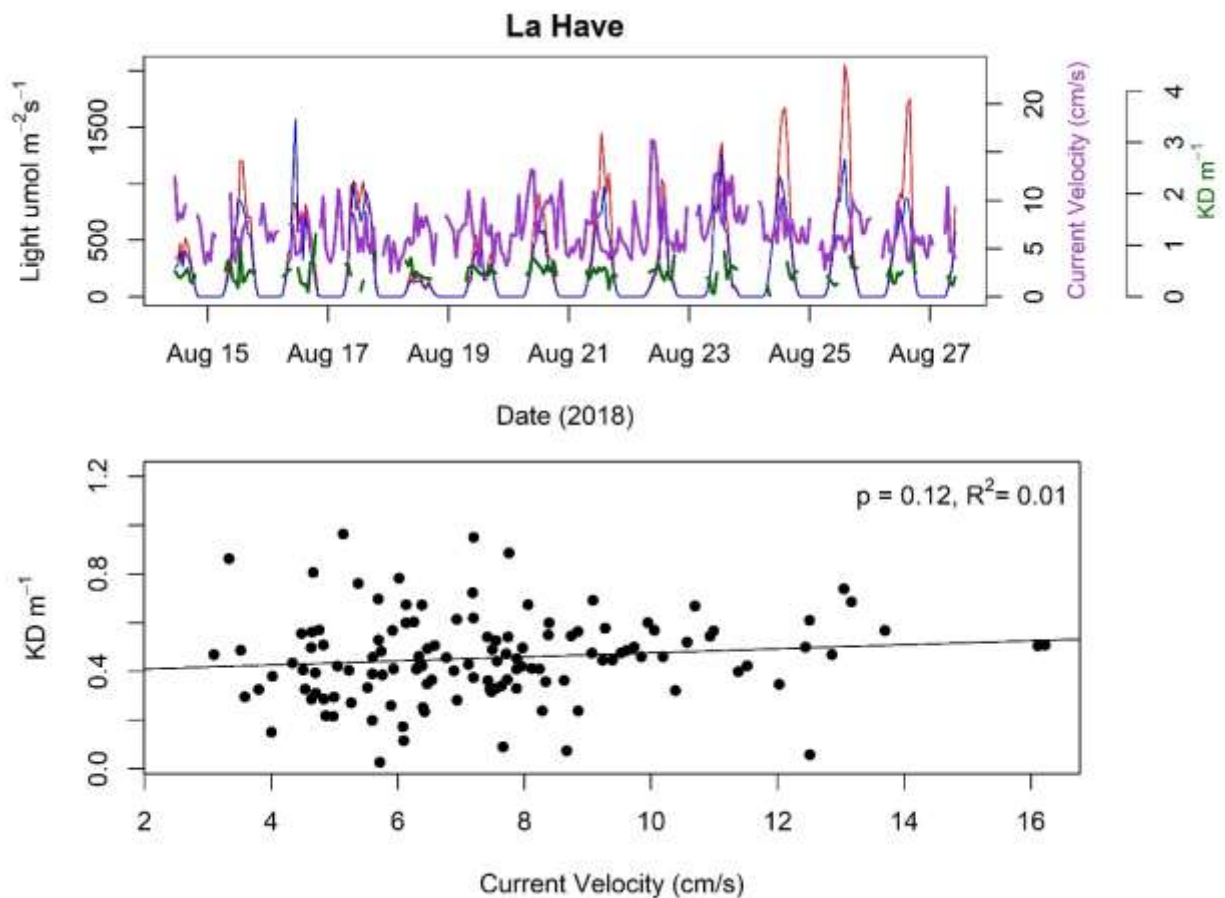 La Have
Light umol m⁻²s⁻¹
0 500 1500
0 5 10 20
Current Velocity (cm/s)
0 1 2 3 4
KD m⁻¹
Aug 15 Aug 17 Aug 19 Aug 21 Aug 23 Aug 25 Aug 27
Date (2018)
KD m⁻¹
0.0 0.4 0.8 1.2
p = 0.12, R²= 0.01
2 4 6 8 10 12 14 16
Current Velocity (cm/s)